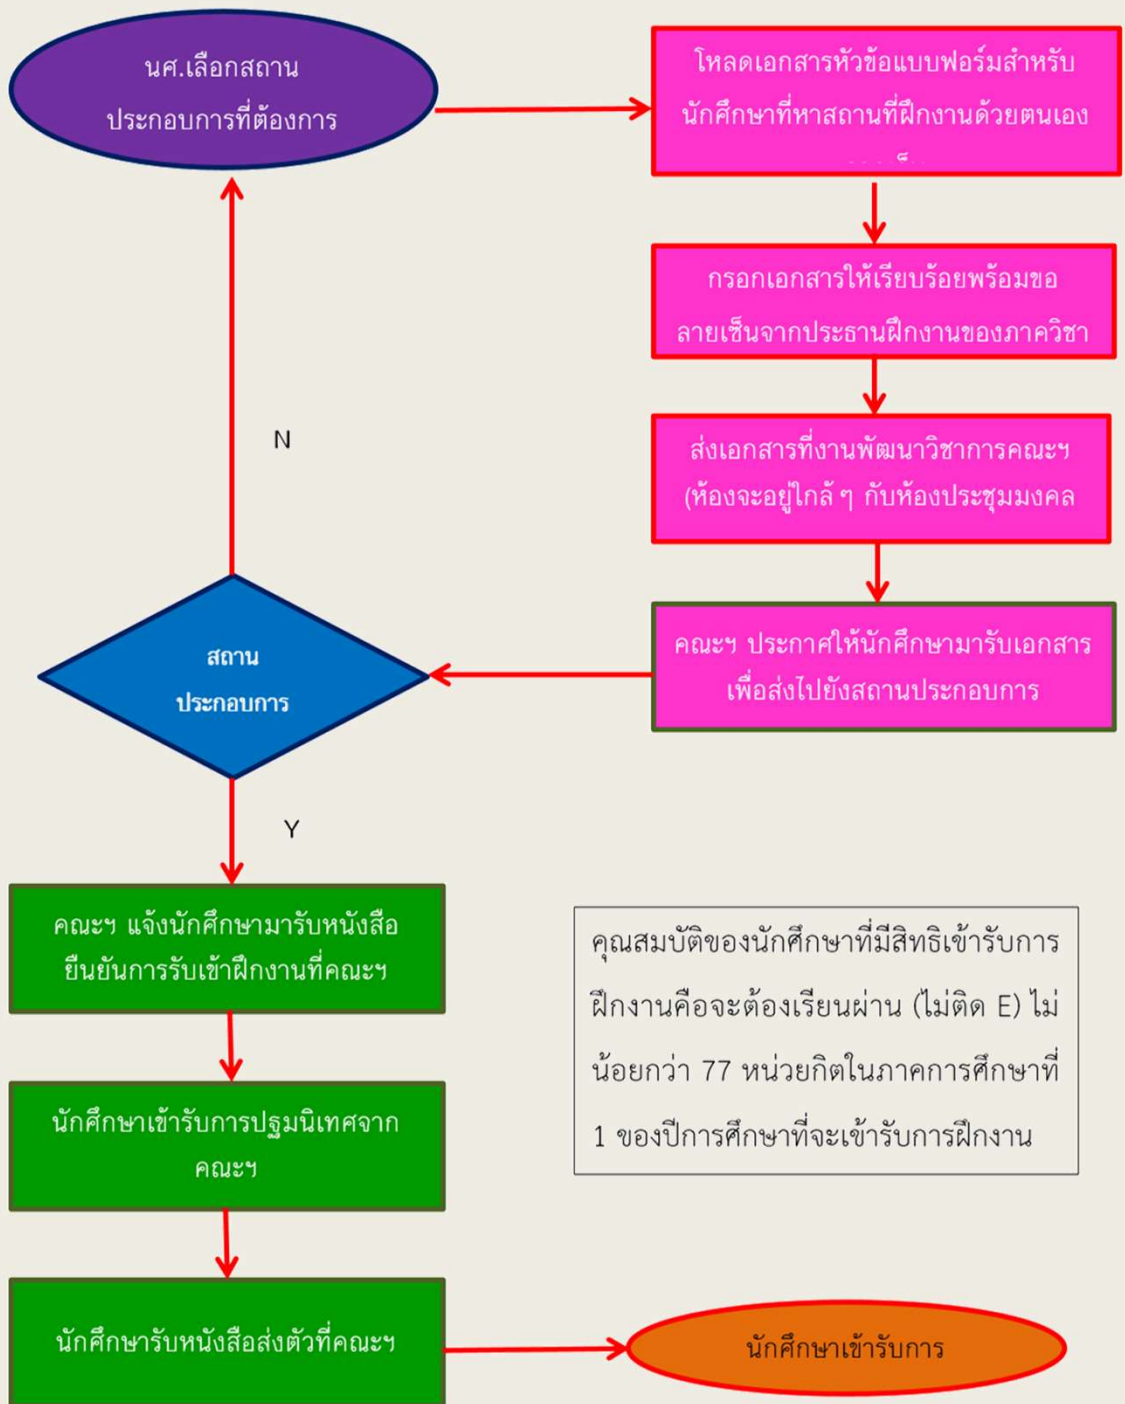 นศ.เลือกสถาน
ประกอบการที่ต้องการ
โหลดเอกสารหัวข้อแบบฟอร์มสำหรับ
นักศึกษาที่หาสถานที่ฝึกงานด้วยตนเอง
กรอกเอกสารให้เรียบร้อยพร้อมขอ
ลายเซ็นจากประธานฝึกงานของภาควิชา
ส่งเอกสารที่งานพัฒนาวิชาการคณะฯ
(ห้องจะอยู่ใกล้ ๆ กับห้องประชุมมงคล
คณะฯ ประกาศให้นักศึกษามารับเอกสาร
เพื่อส่งไปยังสถานประกอบการ
N
สถาน
ประกอบการ
Y
คณะฯ แจ้งนักศึกษามารับหนังสือ
ยืนยันการรับเข้าฝึกงานที่คณะฯ
นักศึกษาเข้ารับการปฐมนิเทศจาก
คณะฯ
นักศึกษารับหนังสือส่งตัวที่คณะฯ
นักศึกษาเข้ารับการ
คุณสมบัติของนักศึกษาที่มีสิทธิเข้ารับการ
ฝึกงานคือจะต้องเรียนผ่าน (ไม่ติด E) ไม่
น้อยกว่า 77 หน่วยกิตในภาคการศึกษาที่
1 ของปีการศึกษาที่จะเข้ารับการฝึกงาน